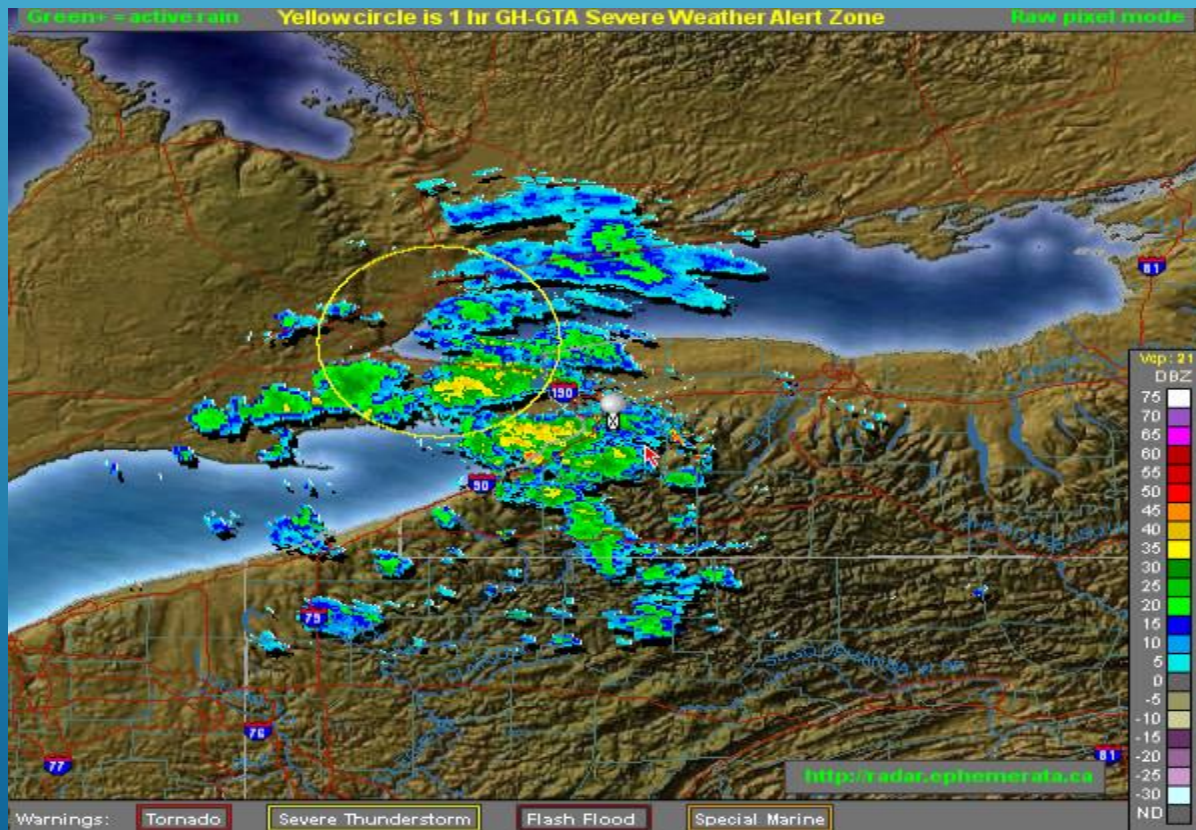 Green+ = active rain
Yellow circle is 1 hr GH-GTA Severe Weather Alert Zone
Raw pixel mode
81
190
90
79
76
77
81
Vcp: 21
DBZ
75
70
65
60
55
50
45
40
35
30
25
20
15
10
5
0
-5
-10
-15
-20
-25
-30
ND
http://radar.ephemerata.ca
Warnings:
Tornado
Severe Thunderstorm
Flash Flood
Special Marine